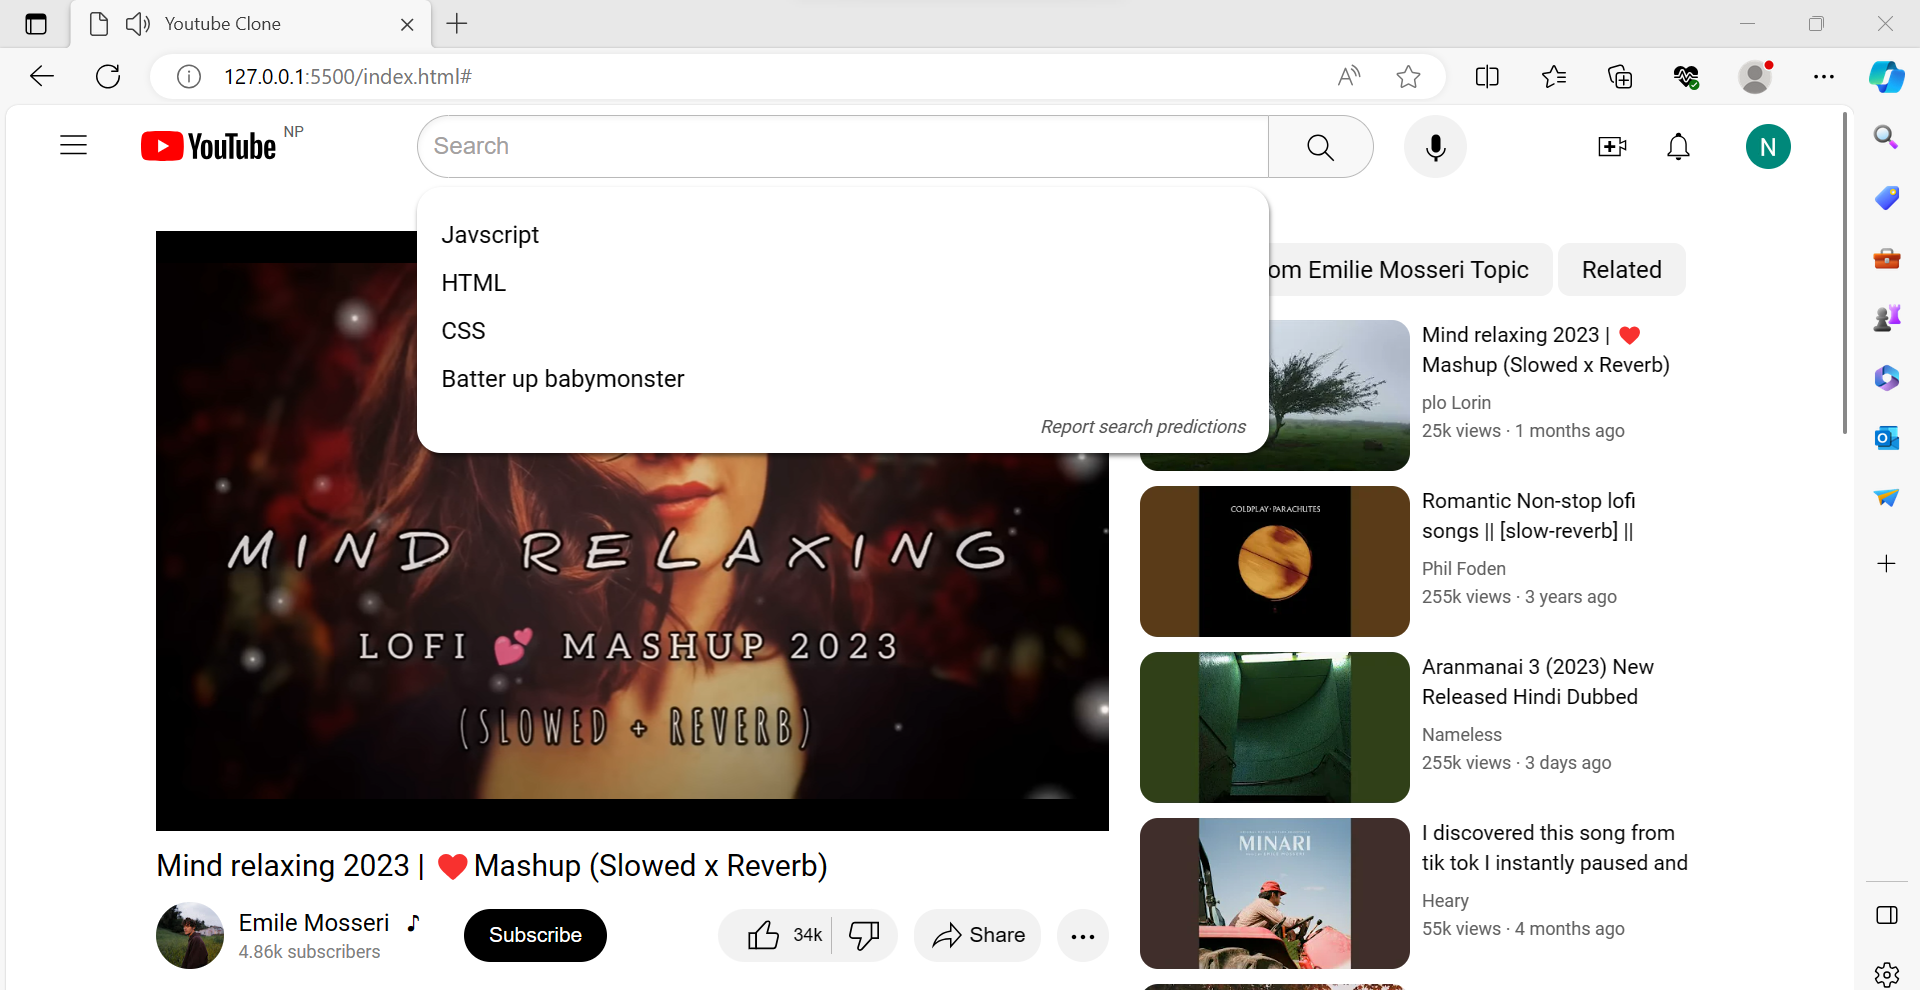 Youtube Clone
127.0.0.1:5500/index.html#
YouTube NP
Search
N
Javscript
HTML
CSS
Batter up babymonster
Report search predictions
om Emilie Mosseri Topic
Related
MIND RELAXING
LOFI 💕 MASHUP 2023
(SLOWED + REVERB)
Mind relaxing 2023 | ❤️ Mashup (Slowed x Reverb)
Emile Mosseri ♪
4.86k subscribers
Subscribe
34k
Share
Mind relaxing 2023 | ❤️
Mashup (Slowed x Reverb)
plo Lorin
25k views · 1 months ago
COLDPLAY·PARACHUTES
Romantic Non-stop lofi
songs || [slow-reverb] ||
Phil Foden
255k views · 3 years ago
Aranmanai 3 (2023) New
Released Hindi Dubbed
Nameless
255k views · 3 days ago
MINARI
I discovered this song from
tik tok I instantly paused and
Heary
55k views · 4 months ago